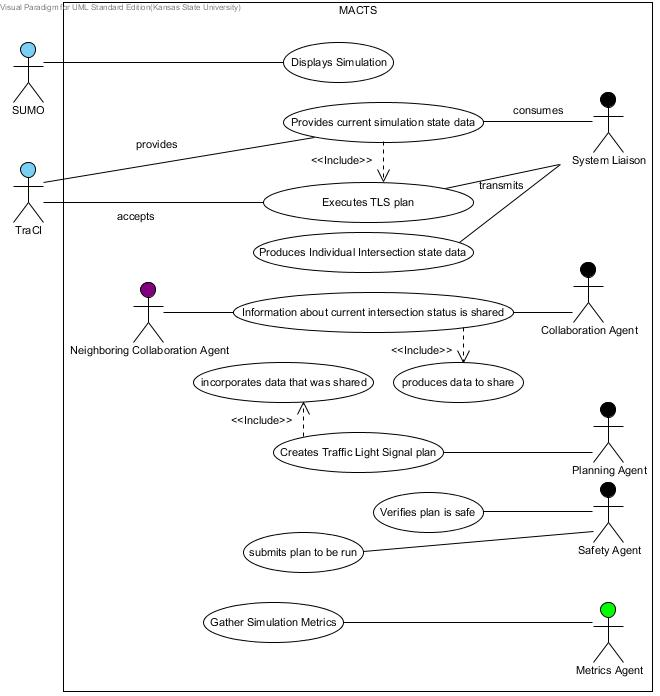 Visual Paradigm for UML Standard Edition(Kansas State University)
MACTS
Displays Simulation
SUMO
Provides current simulation state data
consumes
System Liaison
provides
<<Include>>
TraCI
accepts
Executes TLS plan
transmits
Produces Individual Intersection state data
Neighboring Collaboration Agent
Information about current intersection status is shared
Collaboration Agent
<<Include>>
incorporates data that was shared
produces data to share
<<Include>>
Creates Traffic Light Signal plan
Planning Agent
Verifies plan is safe
submits plan to be run
Safety Agent
Gather Simulation Metrics
Metrics Agent